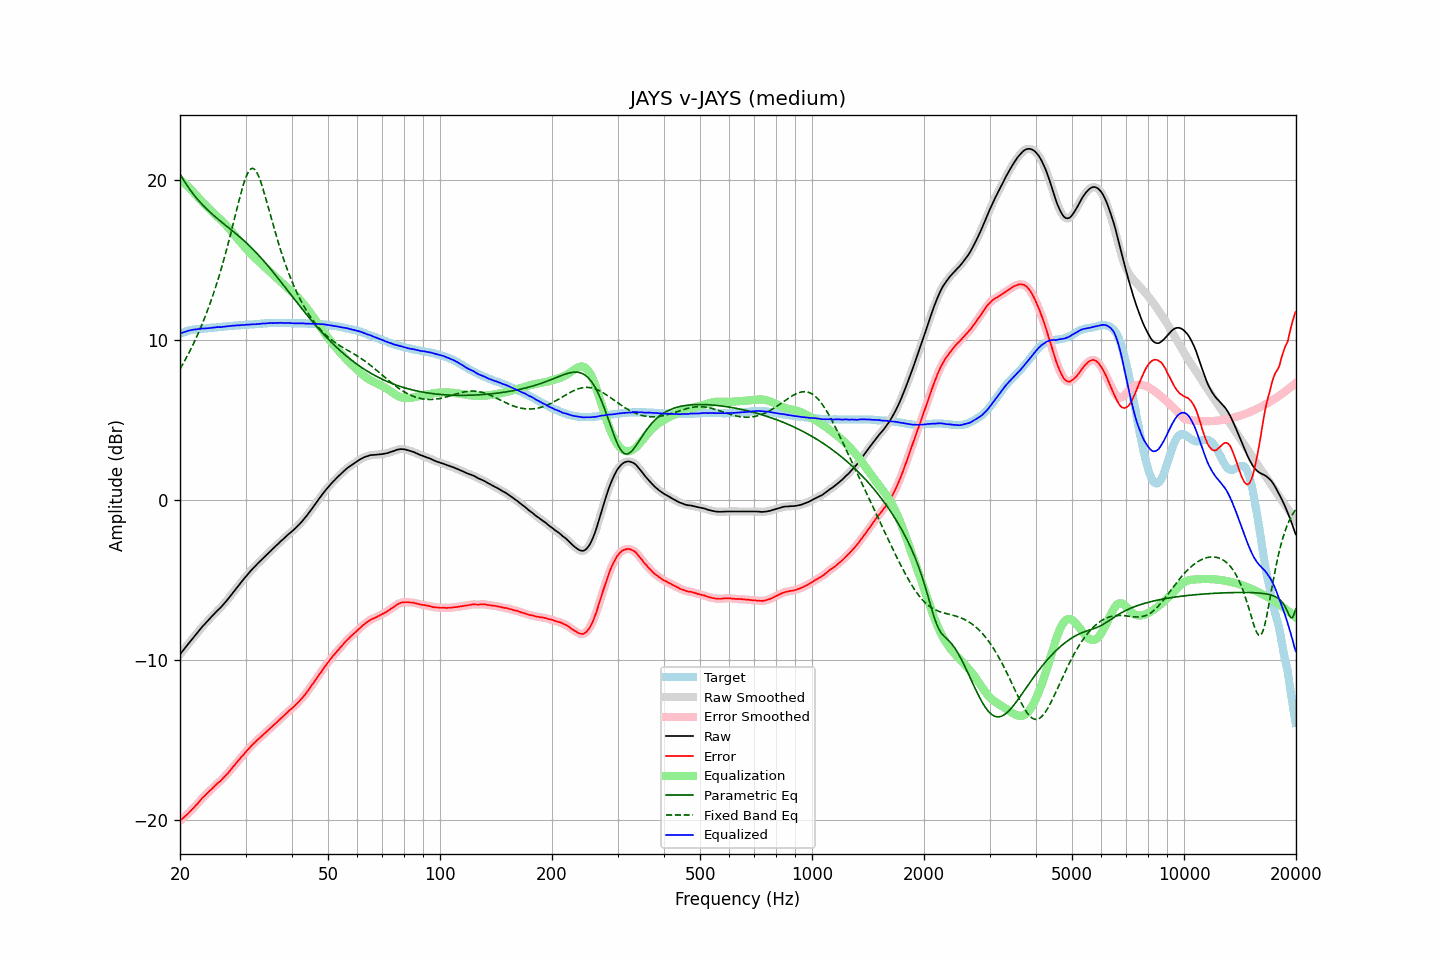 JAYS v-JAYS (medium)
Amplitude (dBr)
20
10
0
−10
−20
Target
Raw Smoothed
Error Smoothed
Raw
Error
Equalization
Parametric Eq
Fixed Band Eq
Equalized
20 50 100 200 500 1000 2000 5000 10000 20000
Frequency (Hz)